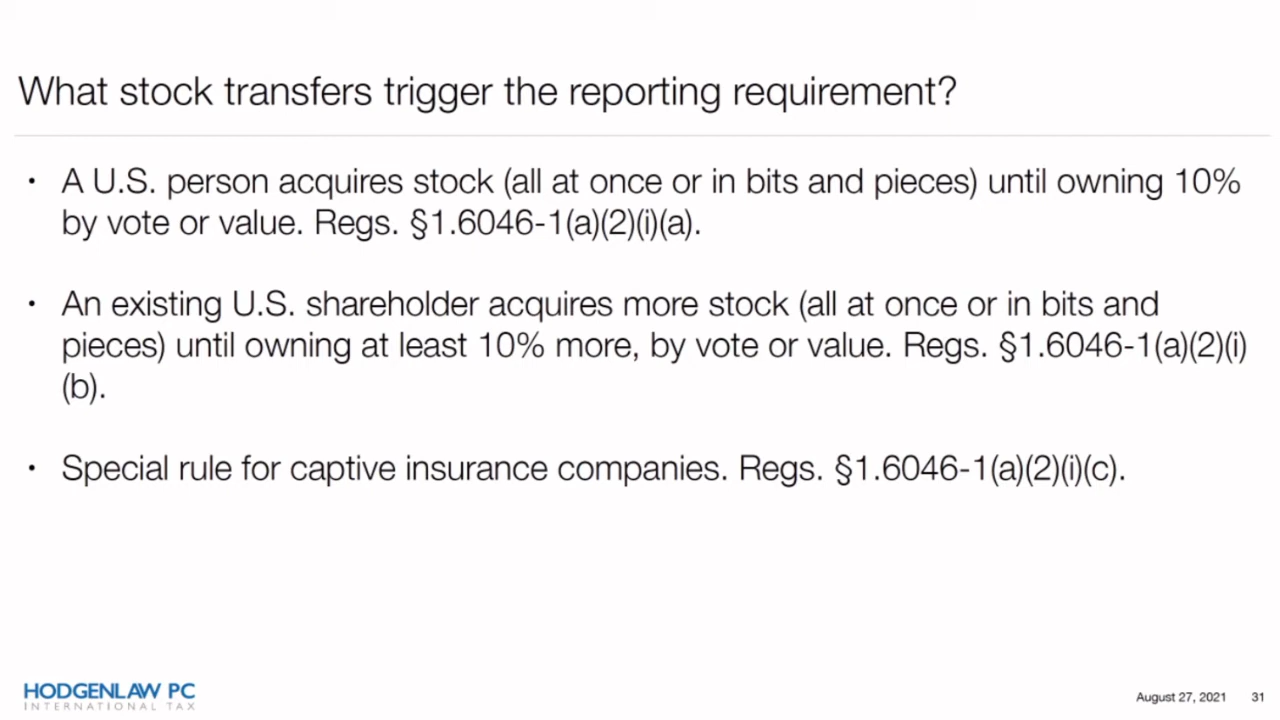 What stock transfers trigger the reporting requirement?
• A U.S. person acquires stock (all at once or in bits and pieces) until owning 10%
by vote or value. Regs. §1.6046-1(a)(2)(i)(a).
• An existing U.S. shareholder acquires more stock (all at once or in bits and
pieces) until owning at least 10% more, by vote or value. Regs. §1.6046-1(a)(2)(i)
(b).
• Special rule for captive insurance companies. Regs. §1.6046-1(a)(2)(i)(c).
HODGENLAW PC
INTERNATIONAL TAX
August 27, 2021 31